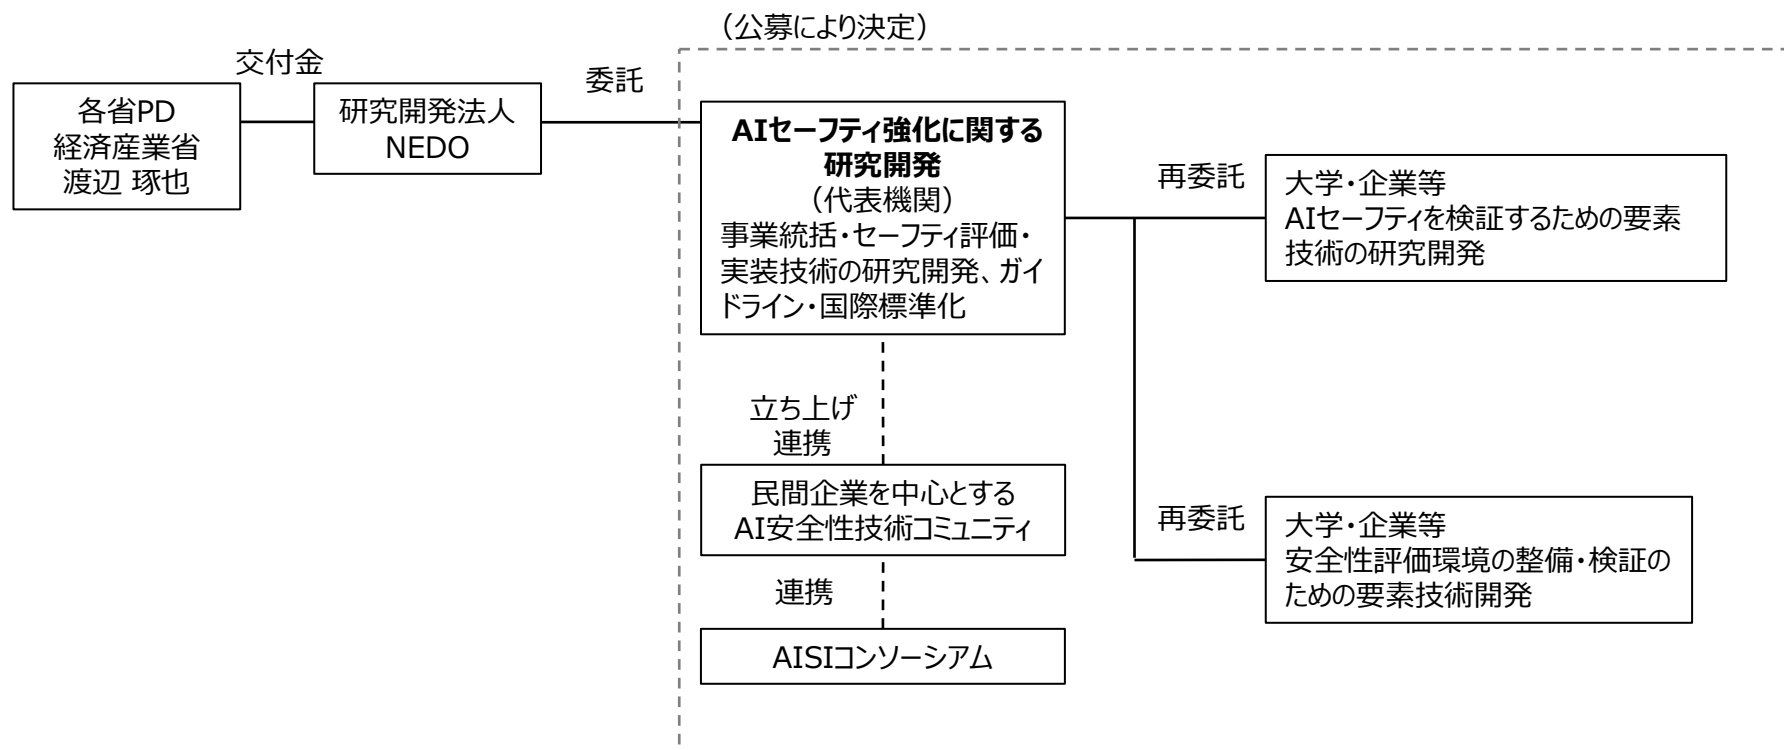 （公募により決定）
交付金
委託
各省PD
経済産業省
渡辺 琢也
研究開発法人
NEDO
AIセーフティ強化に関する
研究開発
（代表機関）
事業統括・セーフティ評価・
実装技術の研究開発、ガイ
ドライン・国際標準化
再委託
大学・企業等
AIセーフティを検証するための要素
技術の研究開発
立ち上げ
連携
民間企業を中心とする
AI安全性技術コミュニティ
再委託
大学・企業等
安全性評価環境の整備・検証の
ための要素技術開発
連携
AISIコンソーシアム